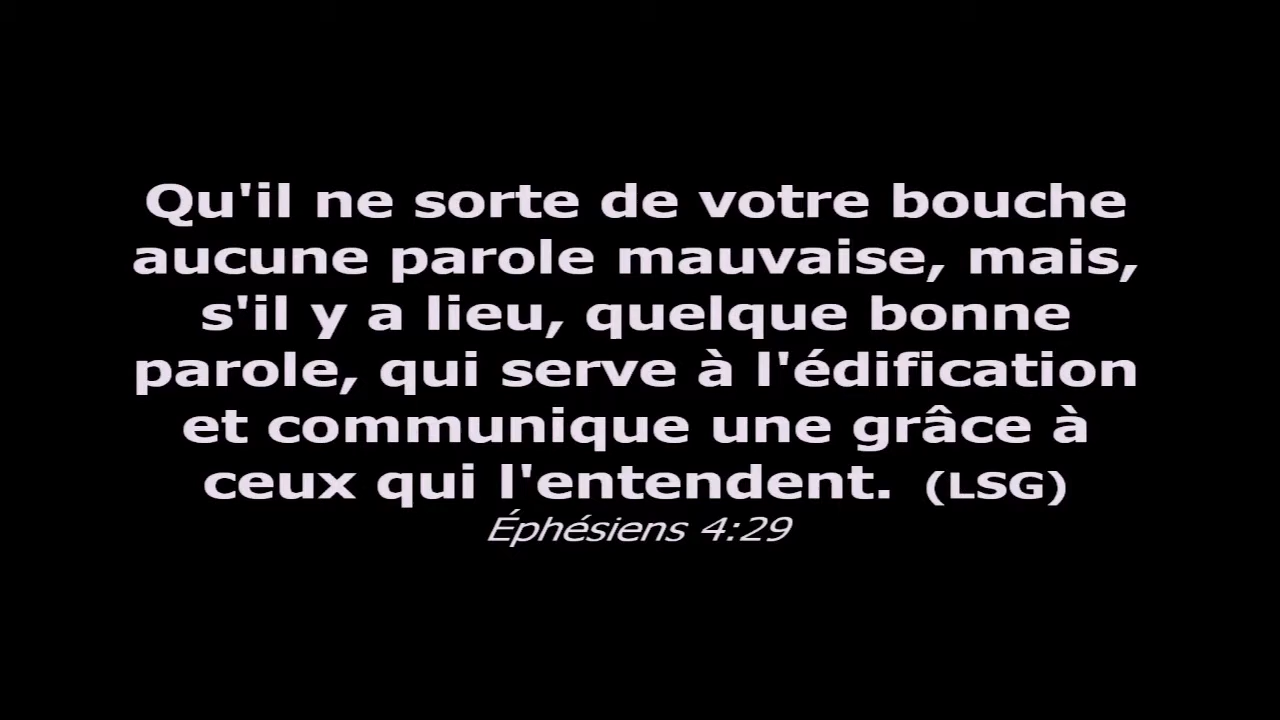 Qu'il ne sorte de votre bouche
aucune parole mauvaise, mais,
s'il y a lieu, quelque bonne
parole, qui serve à l'édification
et communique une grâce à
ceux qui l'entendent. (LSG)
Éphésiens 4:29